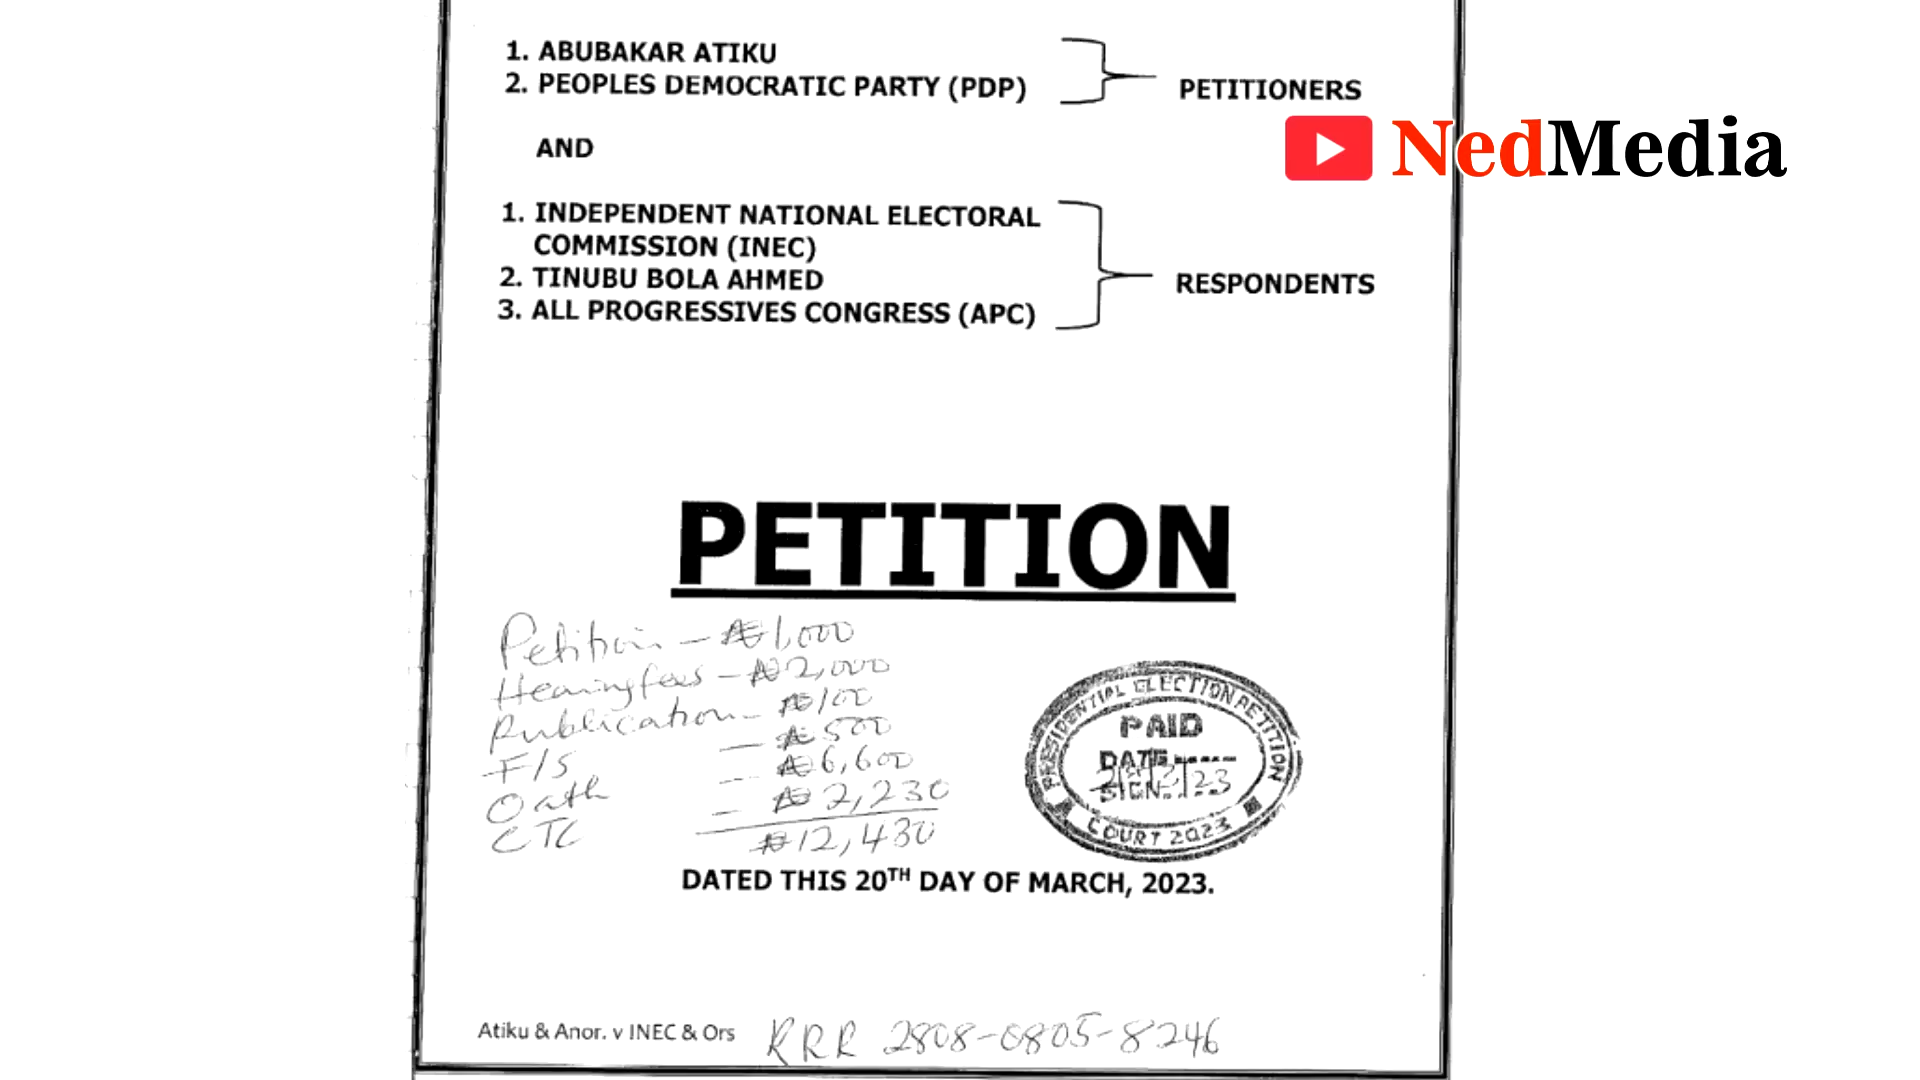 1. ABUBAKAR ATIKU
2. PEOPLES DEMOCRATIC PARTY (PDP)
PETITIONERS
NedMedia
AND
1. INDEPENDENT NATIONAL ELECTORAL
COMMISSION (INEC)
2. TINUBU BOLA AHMED
3. ALL PROGRESSIVES CONGRESS (APC)
RESPONDENTS
PETITION
Petition - ₦1,000
Hearing fees - ₦2,000
Publication - ₦100
F/S - ₦500
Oath - ₦6,600
CTC - ₦2,230
₦12,430
PRESIDENTIAL ELECTION PETITION
PAID
DATE
SIGN
COURT 2023
DATED THIS 20TH DAY OF MARCH, 2023.
Atiku & Anor. v INEC & Ors
RRR 2808-0805-8246